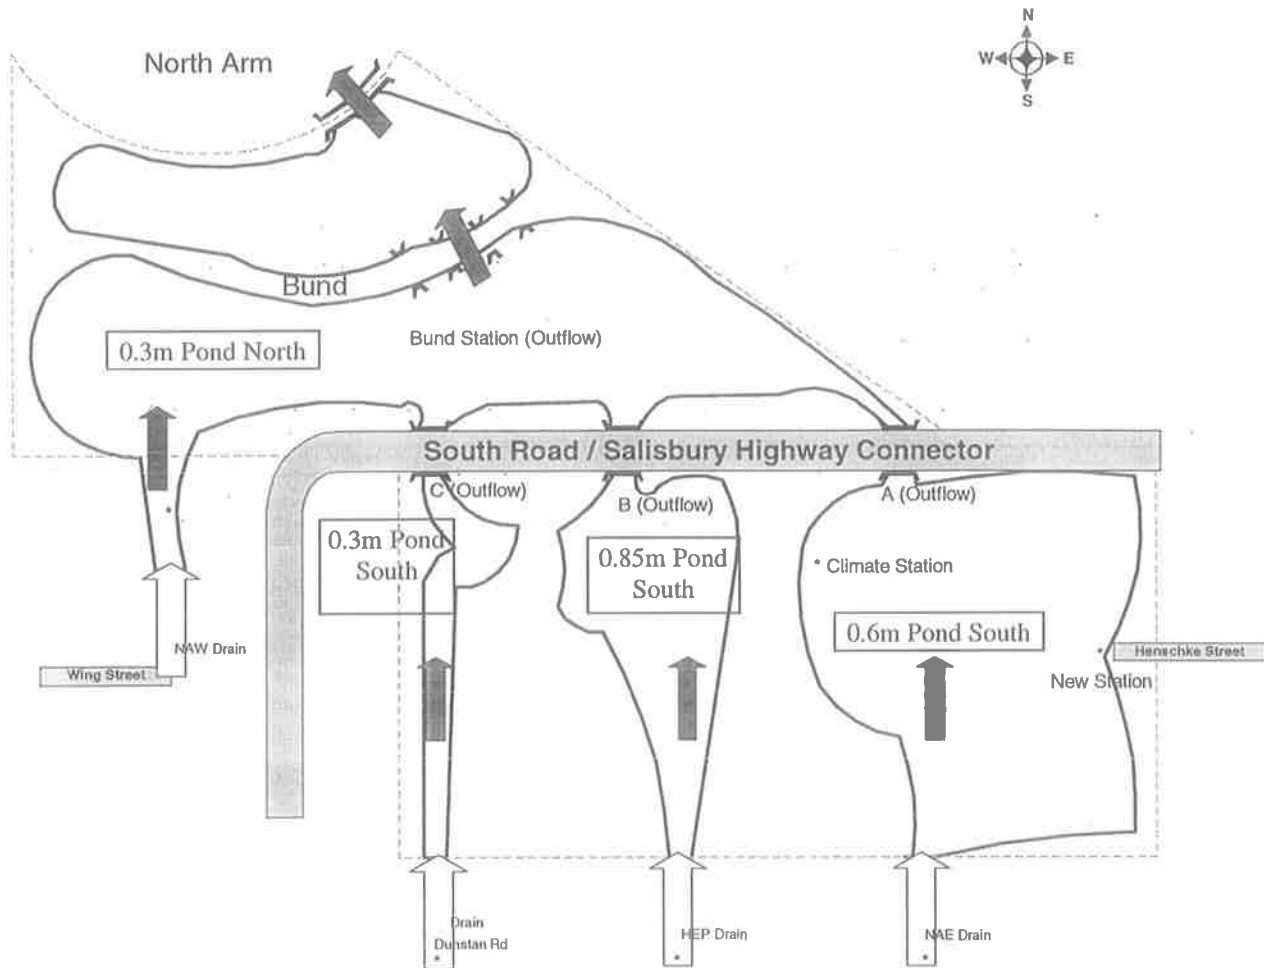 N
W E
S
North Arm
Bund
Bund Station (Outflow)
0.3m Pond North
South Road / Salisbury Highway Connector
C (Outflow)
B (Outflow)
A (Outflow)
0.3m Pond
South
0.85m Pond
South
* Climate Station
0.6m Pond South
NAW Drain
Wing Street
Henschke Street
New Station
Drain
Dunstan Rd
HEP Drain
NAE Drain